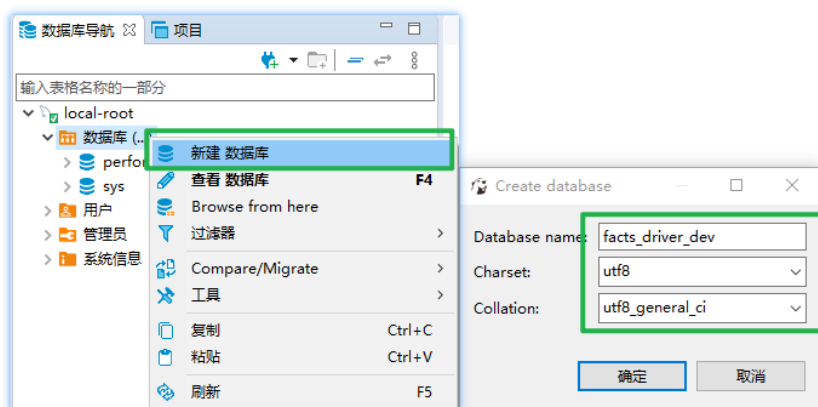 数据库导航 项目
输入表格名称的一部分
local-root
数据库 (...
perfor
sys
用户
管理员
系统信息
新建 数据库
查看 数据库 F4
Browse from here
过滤器
Compare/Migrate
工具
复制 Ctrl+C
粘贴 Ctrl+V
刷新 F5
Create database
Database name: facts_driver_dev
Charset: utf8
Collation: utf8_general_ci
确定 取消